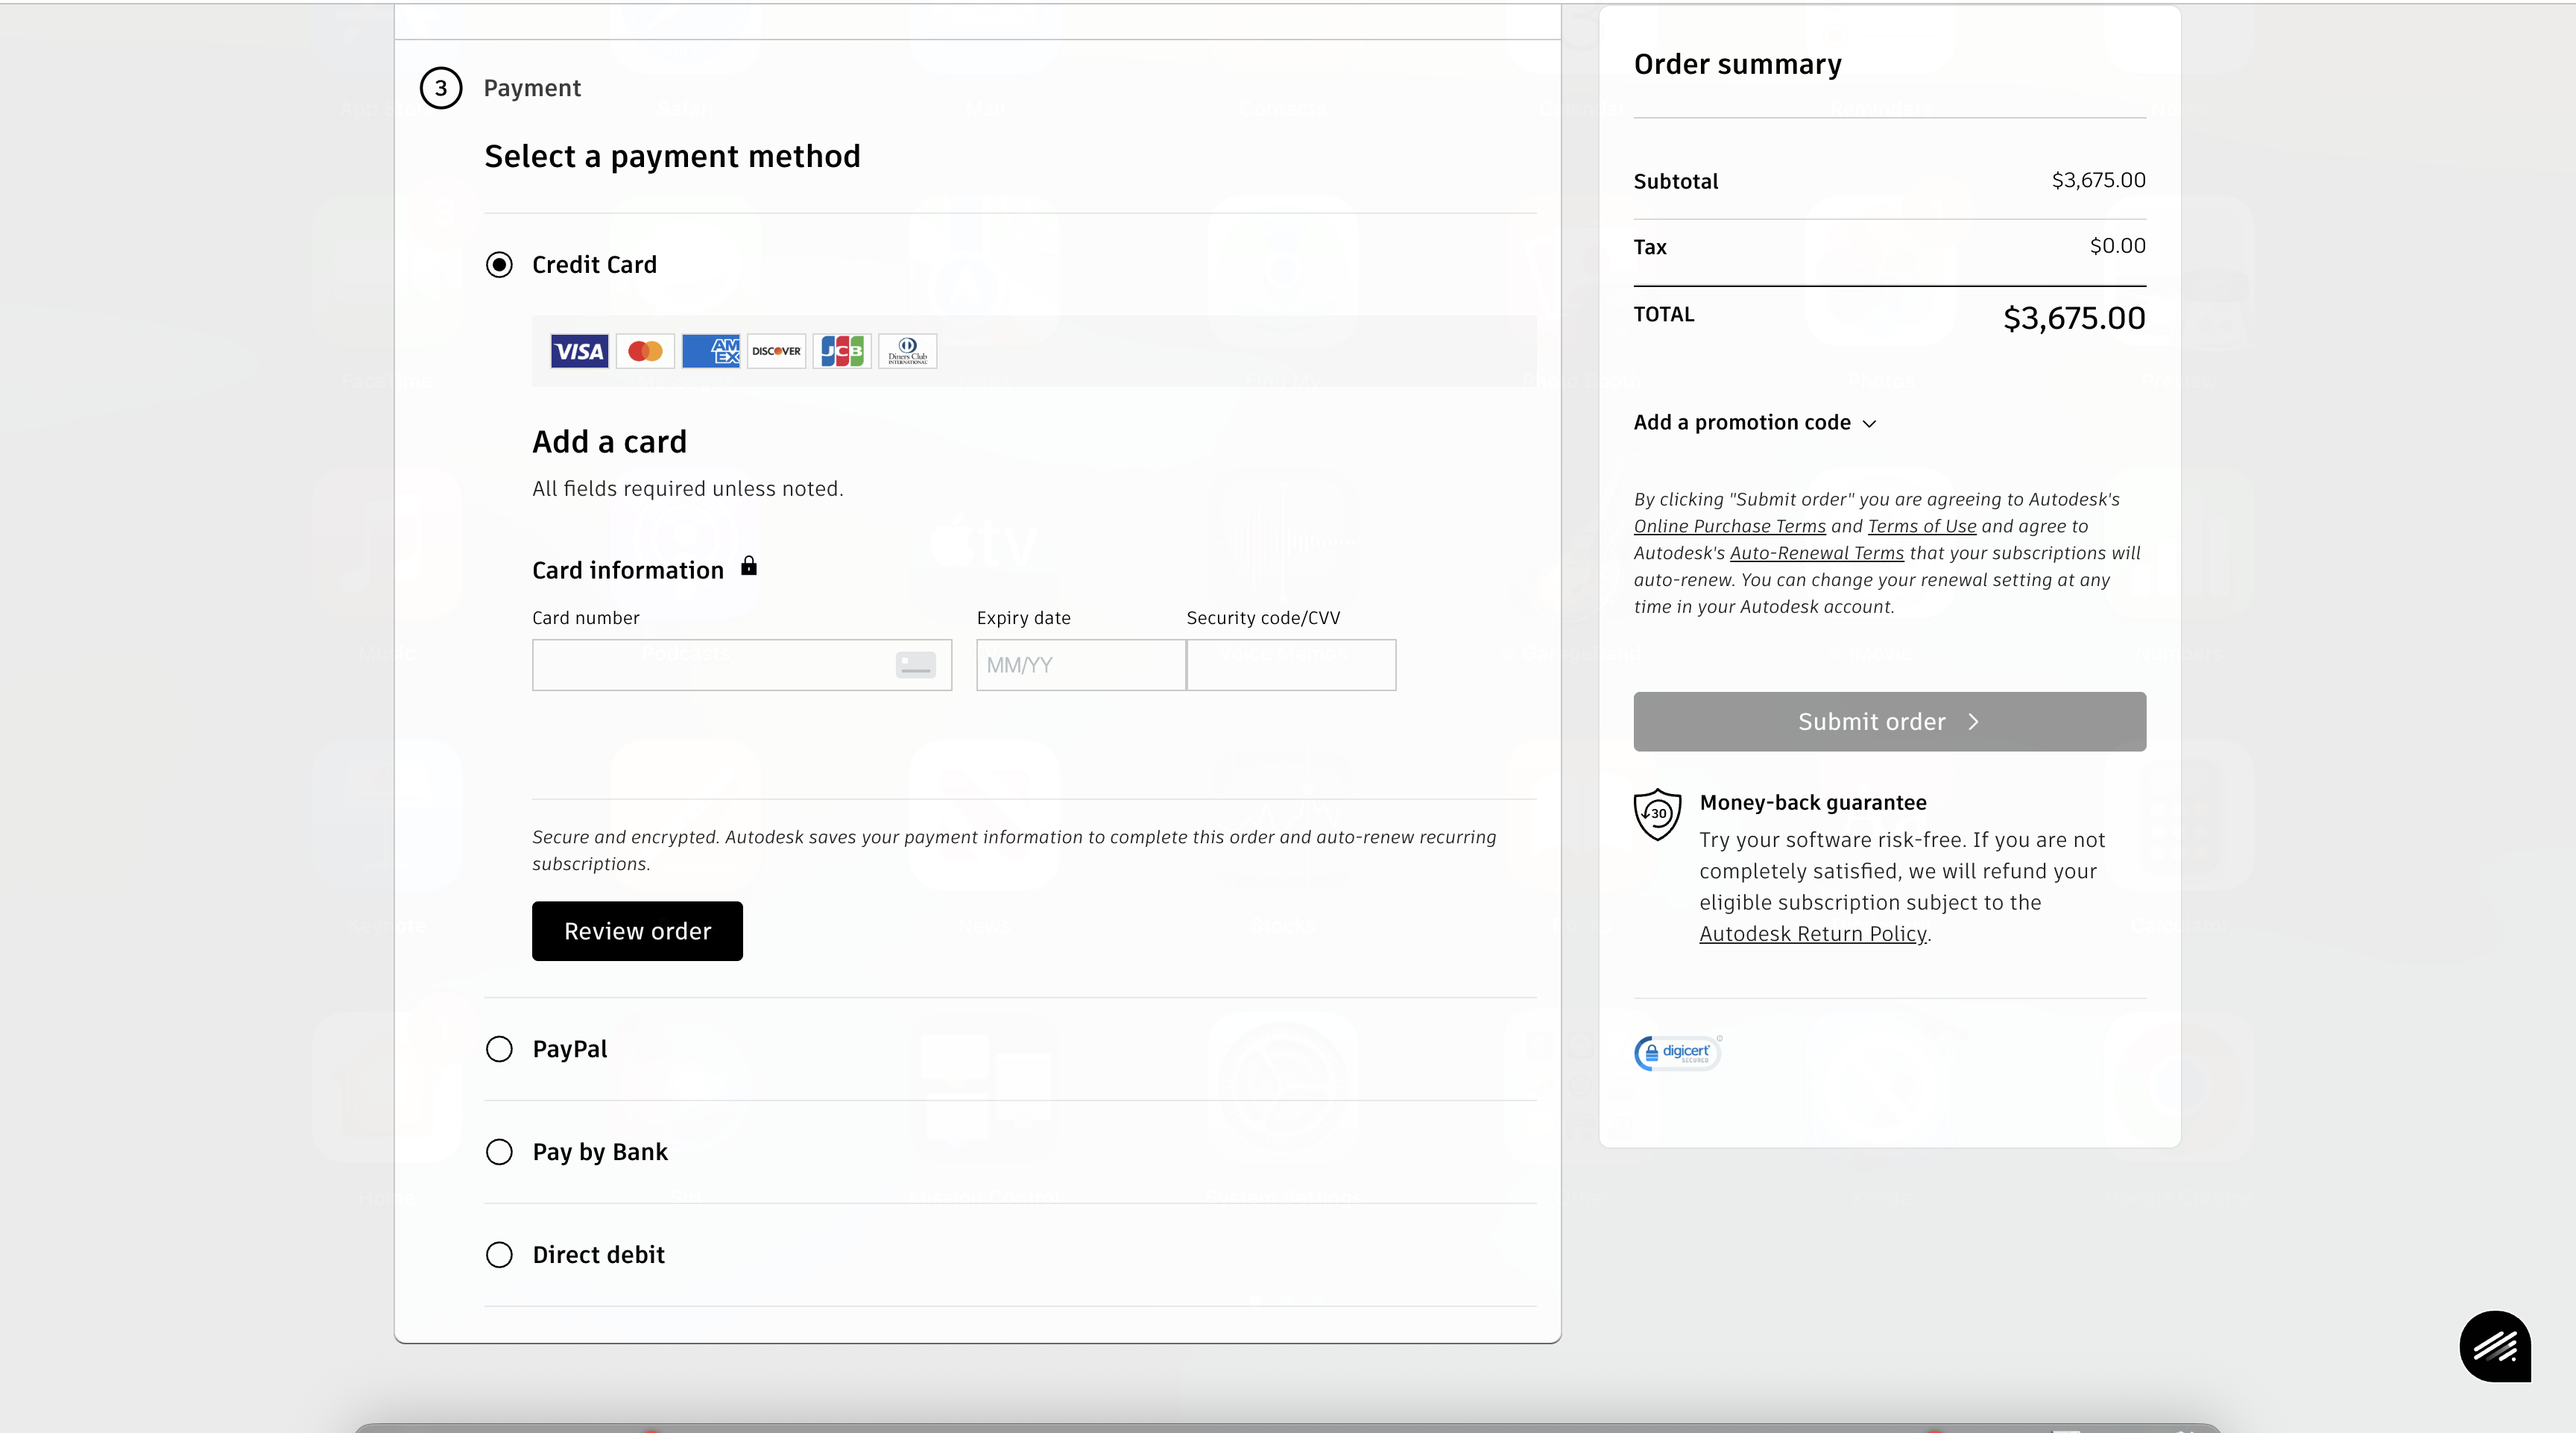 3 Payment
Select a payment method
Credit Card
VISA AM EX DISCOVER JCB Diners Club INTERNATIONAL
Add a card
All fields required unless noted.
Card information
Card number Expiry date Security code/CVV
MM/YY
Secure and encrypted. Autodesk saves your payment information to complete this order and auto-renew recurring
subscriptions.
Review order
PayPal
Pay by Bank
Direct debit
Order summary
Subtotal $3,675.00
Tax $0.00
TOTAL $3,675.00
Add a promotion code
By clicking "Submit order" you are agreeing to Autodesk's
Online Purchase Terms and Terms of Use and agree to
Autodesk's Auto-Renewal Terms that your subscriptions will
auto-renew. You can change your renewal setting at any
time in your Autodesk account.
Submit order
30
Money-back guarantee
Try your software risk-free. If you are not
completely satisfied, we will refund your
eligible subscription subject to the
Autodesk Return Policy.
digicert
SECURED